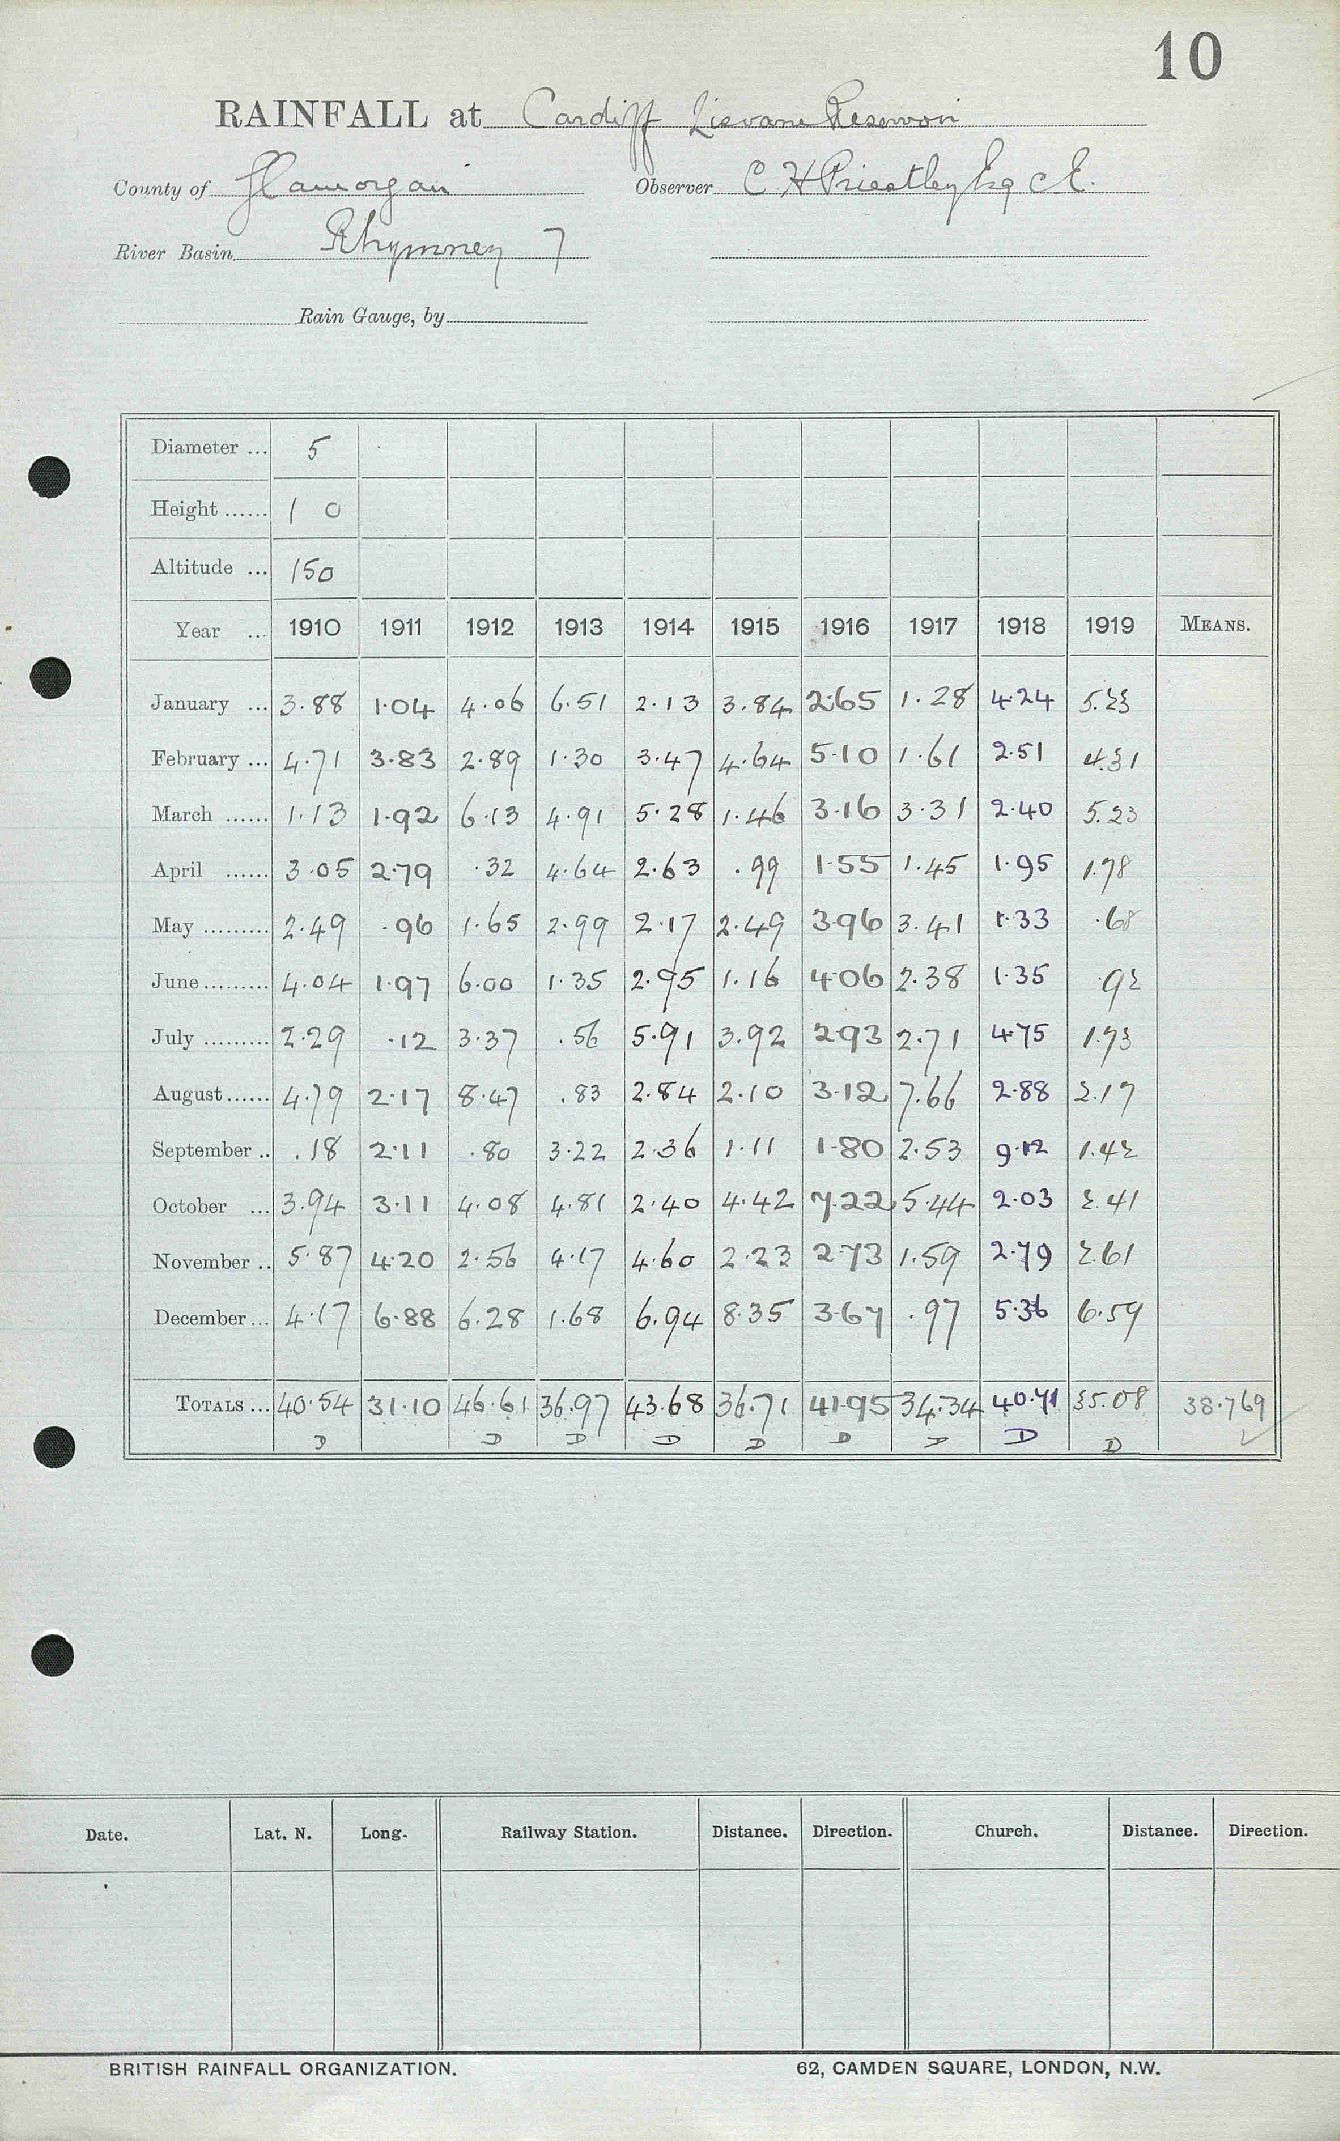 10
RAINFALL at Cardiff Lisvane Reservoir
County of Glamorgan Observer C H Priestley Esq C.E.
River Basin Rhymney 7
Rain Gauge, by
Diameter ... 5
Height ...... 1 0
Altitude ... 150
Year ... 1910 1911 1912 1913 1914 1915 1916 1917 1918 1919 MEANS.
January ... 3.88 1.04 4.06 6.51 2.13 3.84 2.65 1.28 4.24 5.23
February ... 4.71 3.83 2.89 1.30 3.47 4.64 5.10 1.61 2.51 4.31
March ...... 1.13 1.92 6.13 4.91 5.28 1.46 3.16 3.31 2.40 5.23
April ...... 3.05 2.79 .32 4.64 2.63 .99 1.55 1.45 1.95 1.78
May ......... 2.49 .96 1.65 2.99 2.17 2.49 3.96 3.41 1.33 .68
June ......... 4.04 1.97 6.00 1.35 2.95 1.16 4.06 2.38 1.35 .92
July ......... 2.29 .12 3.37 .56 5.91 3.92 2.93 2.71 4.75 1.73
August ...... 4.79 2.17 8.47 .83 2.84 2.10 3.12 7.66 2.88 2.17
September .. .18 2.11 .80 3.22 2.36 1.11 1.80 2.53 9.12 1.42
October ... 3.94 3.11 4.08 4.81 2.40 4.42 7.22 5.44 2.03 2.41
November .. 5.87 4.20 2.56 4.17 4.60 2.23 2.73 1.59 2.79 2.61
December ... 4.17 6.88 6.28 1.68 6.94 8.35 3.67 .97 5.36 6.59
TOTALS ... 40.54 31.10 46.61 36.97 43.68 36.71 41.95 34.34 40.71 35.08 38.769
D D D D D D D D D
Date. Lat. N. Long. Railway Station. Distance. Direction. Church. Distance. Direction.
BRITISH RAINFALL ORGANIZATION. 62, CAMDEN SQUARE, LONDON, N.W.